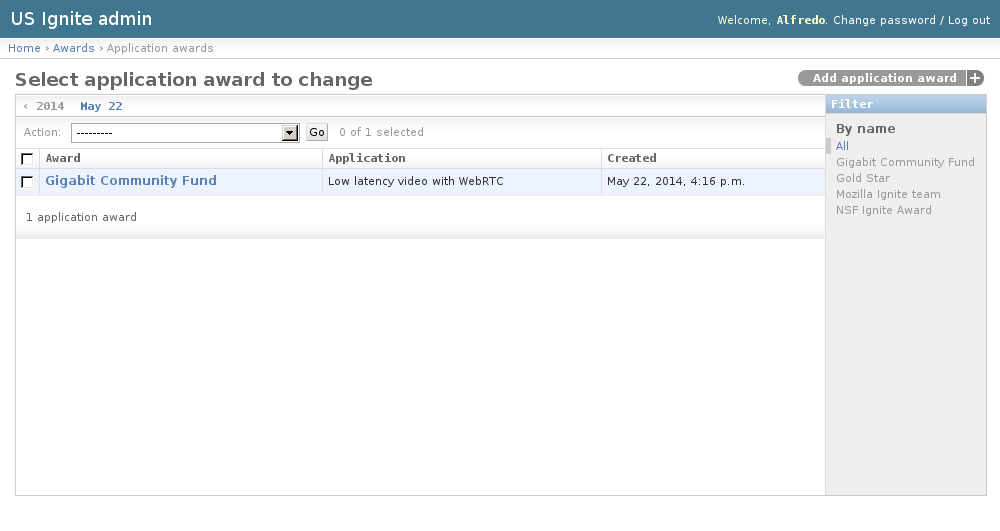 US Ignite admin
Welcome, Alfredo. Change password / Log out
Home › Awards › Application awards
Select application award to change
Add application award +
‹ 2014 May 22
Action: --------- Go 0 of 1 selected
Award Application Created
Gigabit Community Fund Low latency video with WebRTC May 22, 2014, 4:16 p.m.
1 application award
Filter
By name
All
Gigabit Community Fund
Gold Star
Mozilla Ignite team
NSF Ignite Award